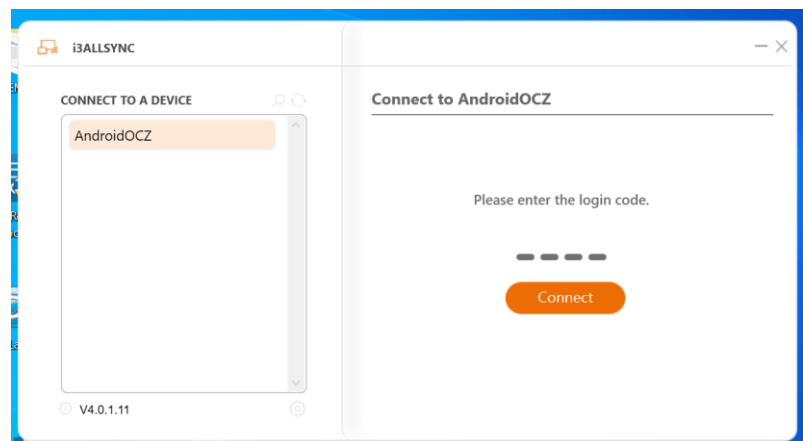 i3ALLSYNC
CONNECT TO A DEVICE
AndroidOCZ
V4.0.1.11
Connect to AndroidOCZ
Please enter the login code.
Connect